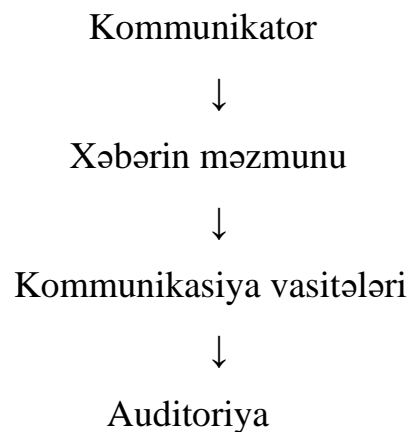 Kommunikator
↓
Xəbərin məzmunu
↓
Kommunikasiya vasitələri
↓
Auditoriya